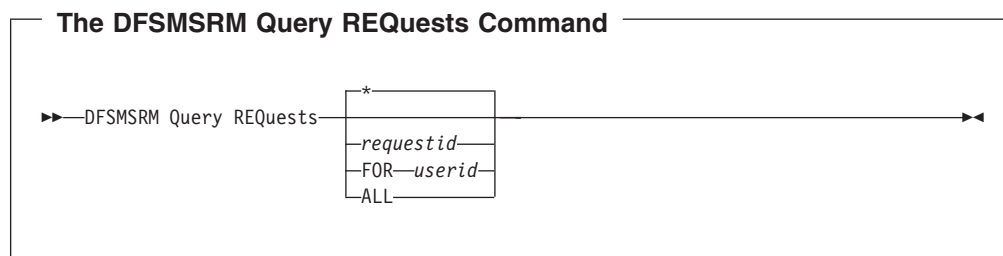 The DFSMSRM Query REQuests Command
*
DFSMSRM Query REQuests
requestid
FOR userid
ALL